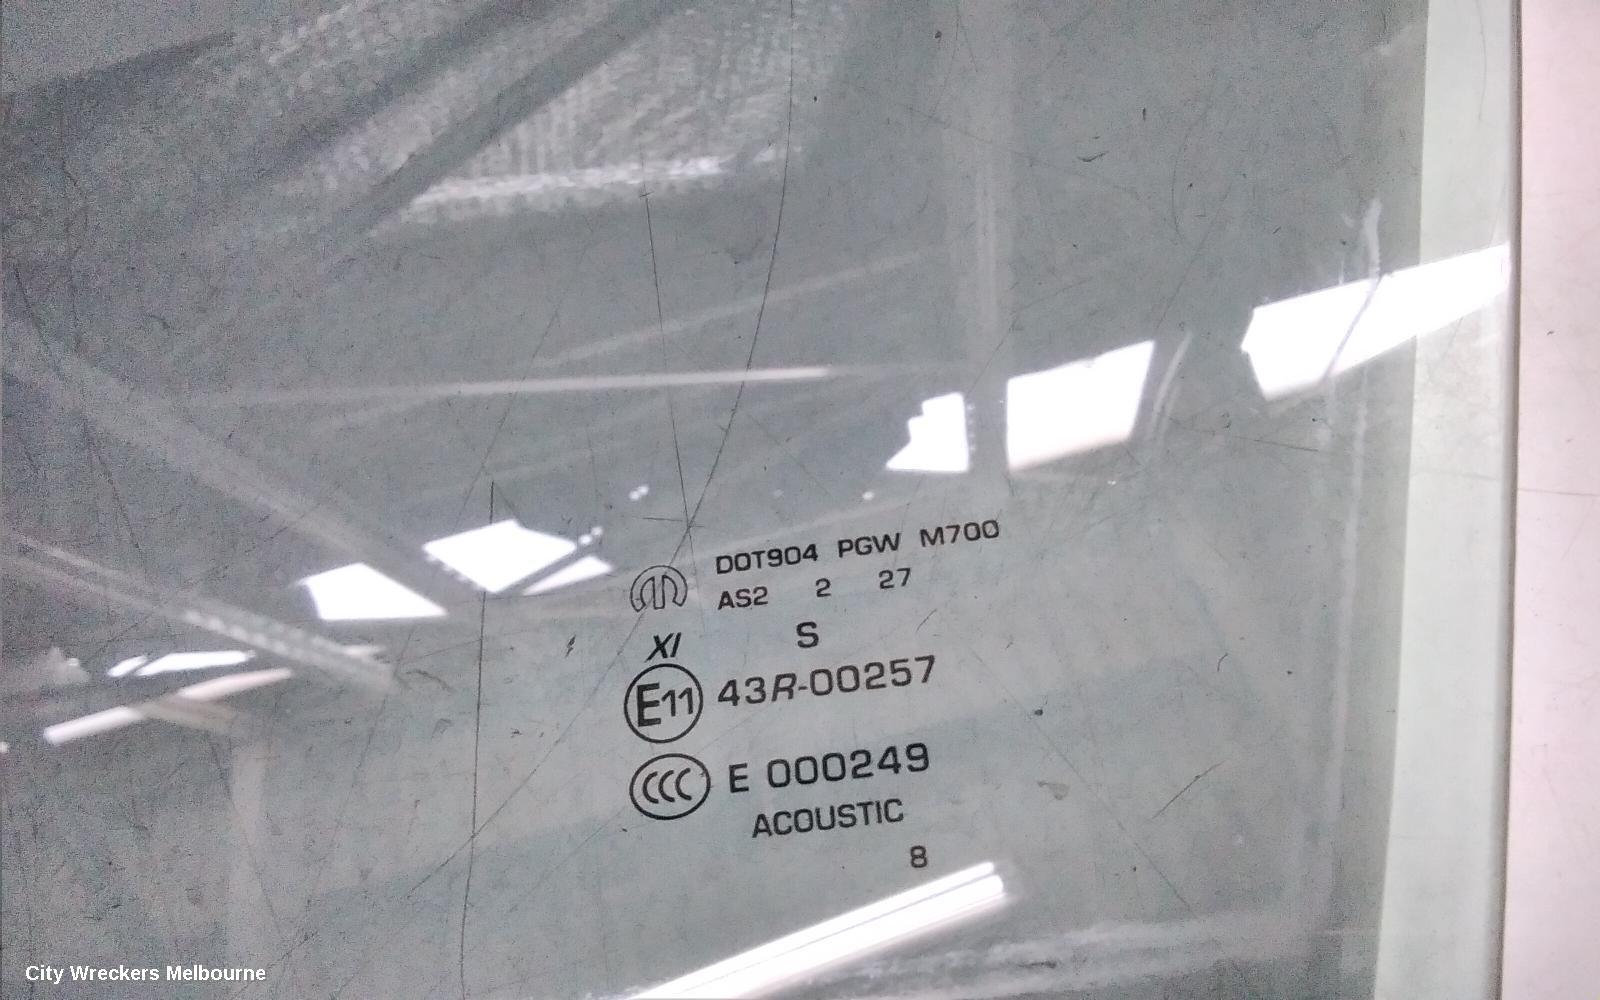 DOT904 PGW M700
AS2 2 27
XI S
E11 43R-00257
CCC E 000249
ACOUSTIC
8
City Wreckers Melbourne